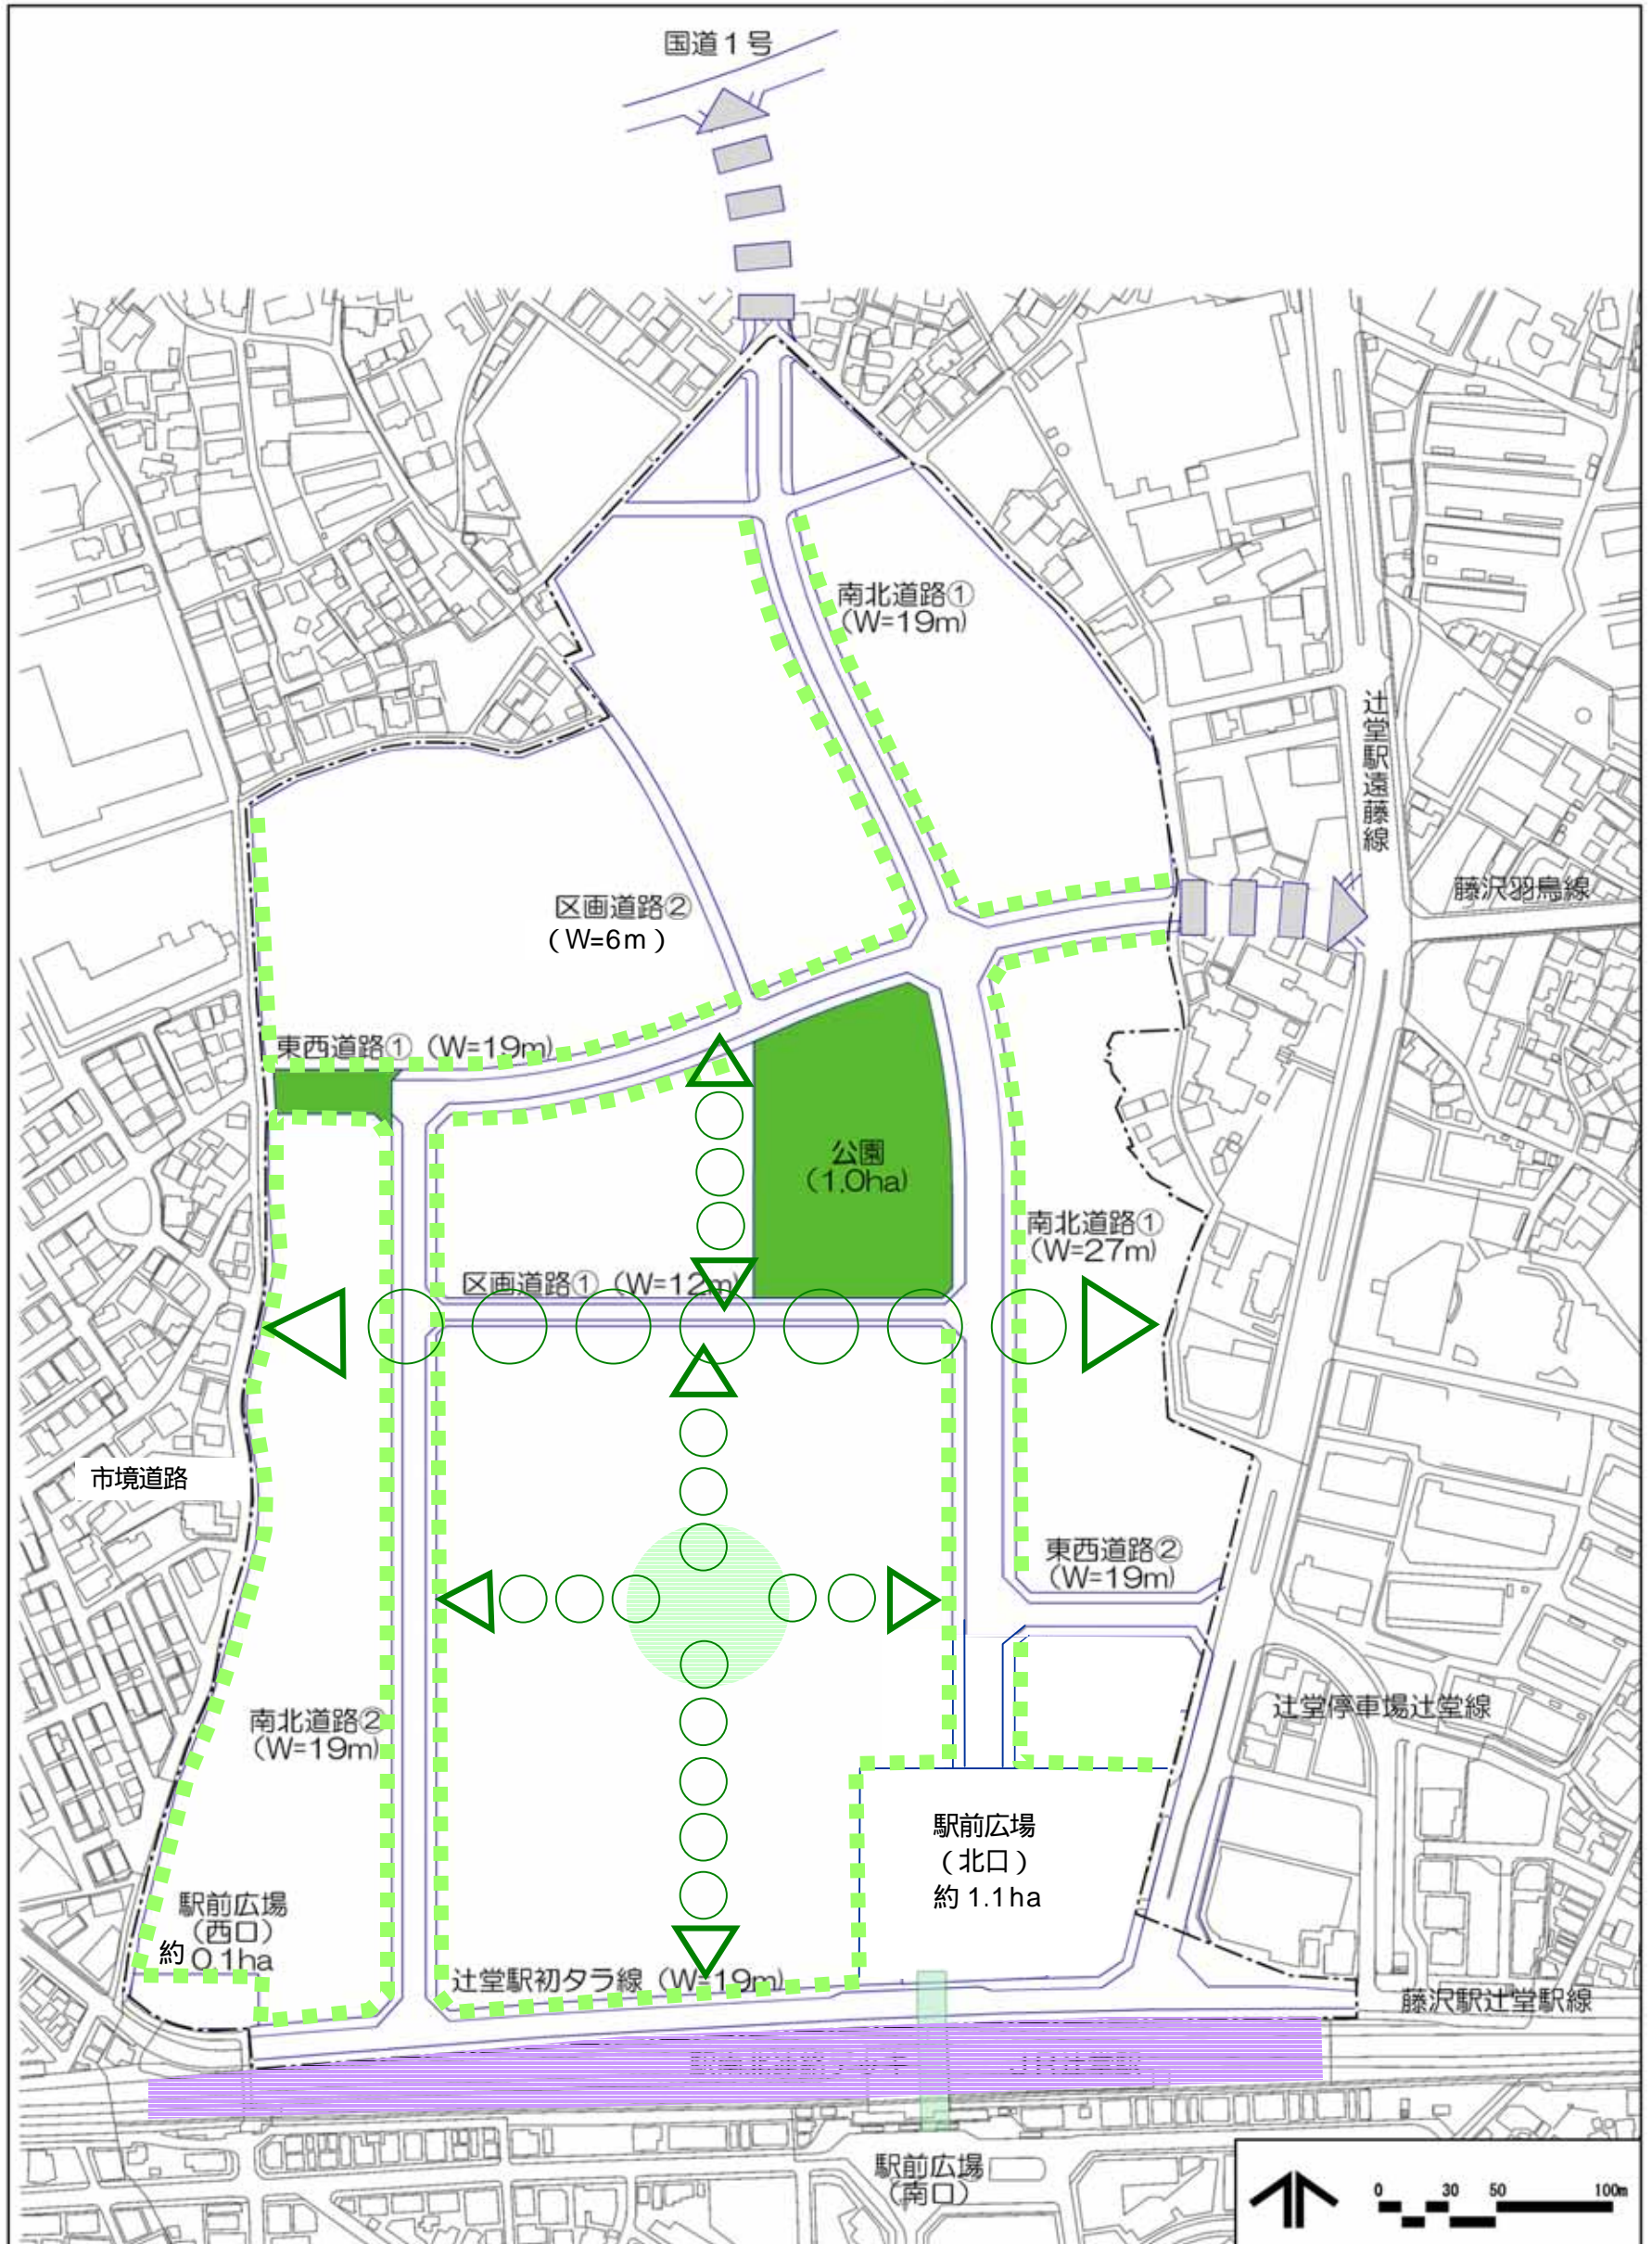 国道1号
南北道路①
(W=19m)
辻堂駅遠藤線
藤沢羽鳥線
区画道路②
(W=6m)
東西道路① (W=19m)
公園
(1.0ha)
南北道路①
(W=27m)
区画道路① (W=12m)
市境道路
東西道路②
(W=19m)
南北道路②
(W=19m)
辻堂停車場辻堂線
駅前広場
(北口)
約 1.1ha
駅前広場
(西口)
約 0.1ha
辻堂駅初タラ線 (W=19m)
藤沢駅辻堂駅線
駅前広場
(南口)
0 30 50 100m